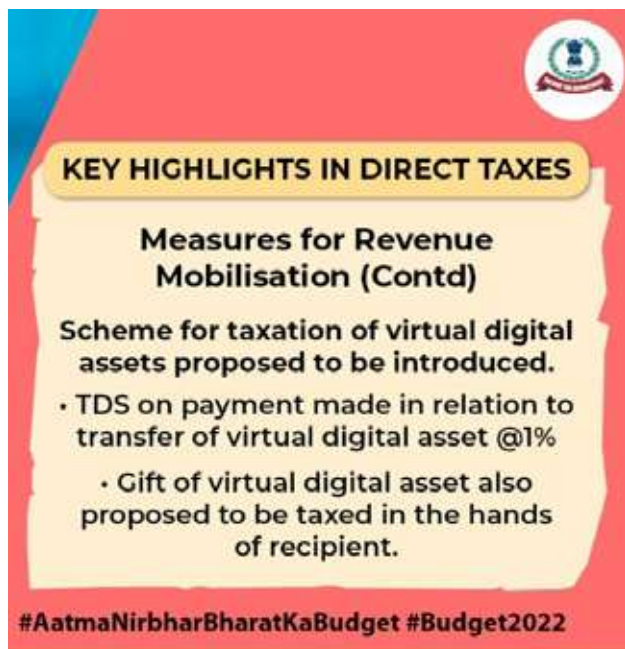 KEY HIGHLIGHTS IN DIRECT TAXES
Measures for Revenue
Mobilisation (Contd)
Scheme for taxation of virtual digital
assets proposed to be introduced.
• TDS on payment made in relation to
transfer of virtual digital asset @1%
• Gift of virtual digital asset also
proposed to be taxed in the hands
of recipient.
#AatmaNirbharBharatKaBudget #Budget2022